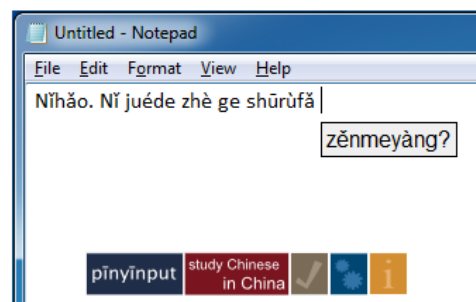 Untitled - Notepad
File Edit Format View Help
Nǐhǎo. Nǐ juéde zhè ge shūrùfǎ
zěnmeyàng?
pīnyīnput
study Chinese
in China
i